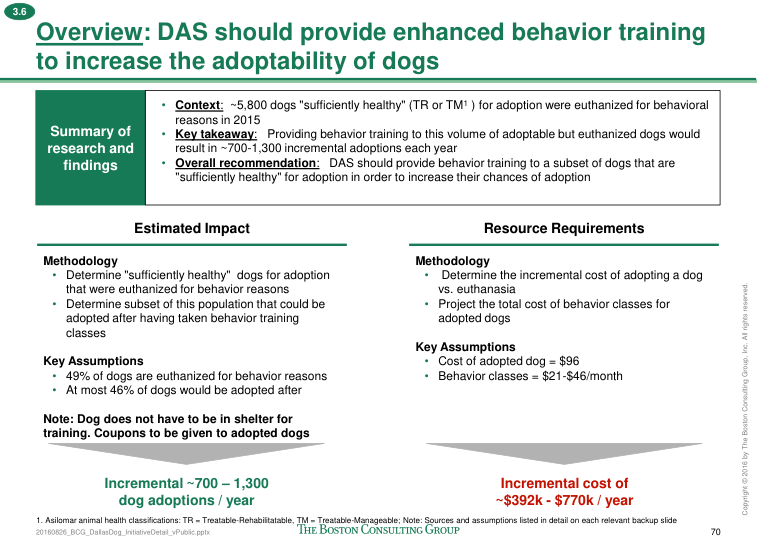 3.6
Overview: DAS should provide enhanced behavior training
to increase the adoptability of dogs
Summary of
research and
findings
• Context: ~5,800 dogs "sufficiently healthy" (TR or TM¹ ) for adoption were euthanized for behavioral
reasons in 2015
• Key takeaway: Providing behavior training to this volume of adoptable but euthanized dogs would
result in ~700-1,300 incremental adoptions each year
• Overall recommendation: DAS should provide behavior training to a subset of dogs that are
"sufficiently healthy" for adoption in order to increase their chances of adoption
Estimated Impact
Methodology
• Determine "sufficiently healthy" dogs for adoption
that were euthanized for behavior reasons
• Determine subset of this population that could be
adopted after having taken behavior training
classes
Key Assumptions
• 49% of dogs are euthanized for behavior reasons
• At most 46% of dogs would be adopted after
Note: Dog does not have to be in shelter for
training. Coupons to be given to adopted dogs
Incremental ~700 – 1,300
dog adoptions / year
Resource Requirements
Methodology
• Determine the incremental cost of adopting a dog
vs. euthanasia
• Project the total cost of behavior classes for
adopted dogs
Key Assumptions
• Cost of adopted dog = $96
• Behavior classes = $21-$46/month
Incremental cost of
~$392k - $770k / year
1. Asilomar animal health classifications: TR = Treatable-Rehabilitatable, TM = Treatable-Manageable; Note: Sources and assumptions listed in detail on each relevant backup slide
20160826_BCG_DallasDog_InitiativeDetail_vPublic.pptx
THE BOSTON CONSULTING GROUP
70
Copyright © 2016 by The Boston Consulting Group, Inc. All rights reserved.